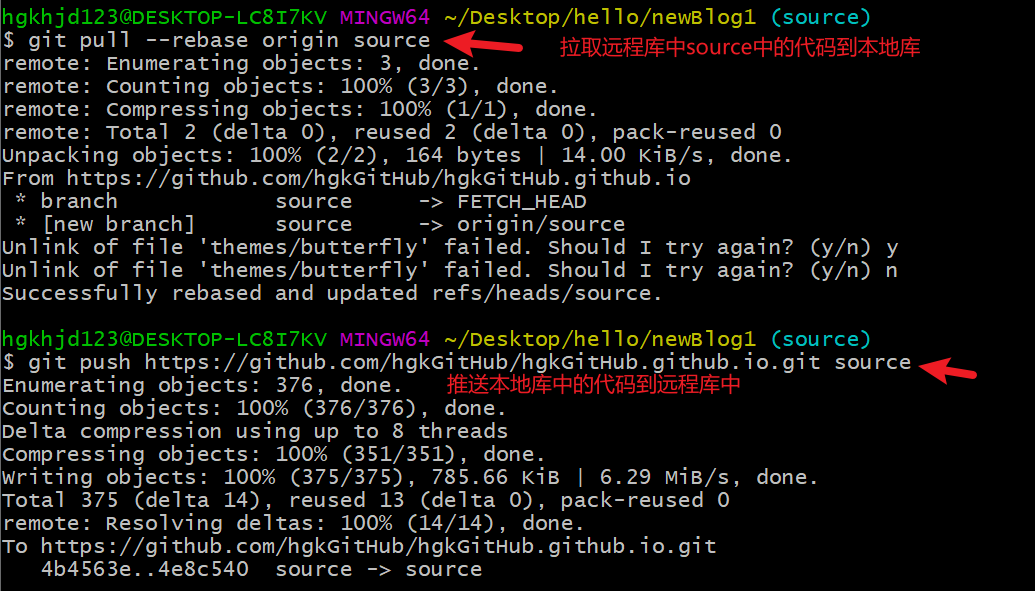 hgkhjd123@DESKTOP-LC8I7KV MINGW64 ~/Desktop/hello/newBlog1 (source)
$ git pull --rebase origin source
拉取远程库中source中的代码到本地库
remote: Enumerating objects: 3, done.
remote: Counting objects: 100% (3/3), done.
remote: Compressing objects: 100% (1/1), done.
remote: Total 2 (delta 0), reused 2 (delta 0), pack-reused 0
Unpacking objects: 100% (2/2), 164 bytes | 14.00 KiB/s, done.
From https://github.com/hgkGitHub/hgkGitHub.github.io
 * branch            source     -> FETCH_HEAD
 * [new branch]      source     -> origin/source
Unlink of file 'themes/butterfly' failed. Should I try again? (y/n) y
Unlink of file 'themes/butterfly' failed. Should I try again? (y/n) n
Successfully rebased and updated refs/heads/source.
hgkhjd123@DESKTOP-LC8I7KV MINGW64 ~/Desktop/hello/newBlog1 (source)
$ git push https://github.com/hgkGitHub/hgkGitHub.github.io.git source
Enumerating objects: 376, done.
推送本地库中的代码到远程库中
Counting objects: 100% (376/376), done.
Delta compression using up to 8 threads
Compressing objects: 100% (351/351), done.
Writing objects: 100% (375/375), 785.66 KiB | 6.29 MiB/s, done.
Total 375 (delta 14), reused 13 (delta 0), pack-reused 0
remote: Resolving deltas: 100% (14/14), done.
To https://github.com/hgkGitHub/hgkGitHub.github.io.git
   4b4563e..4e8c540  source -> source